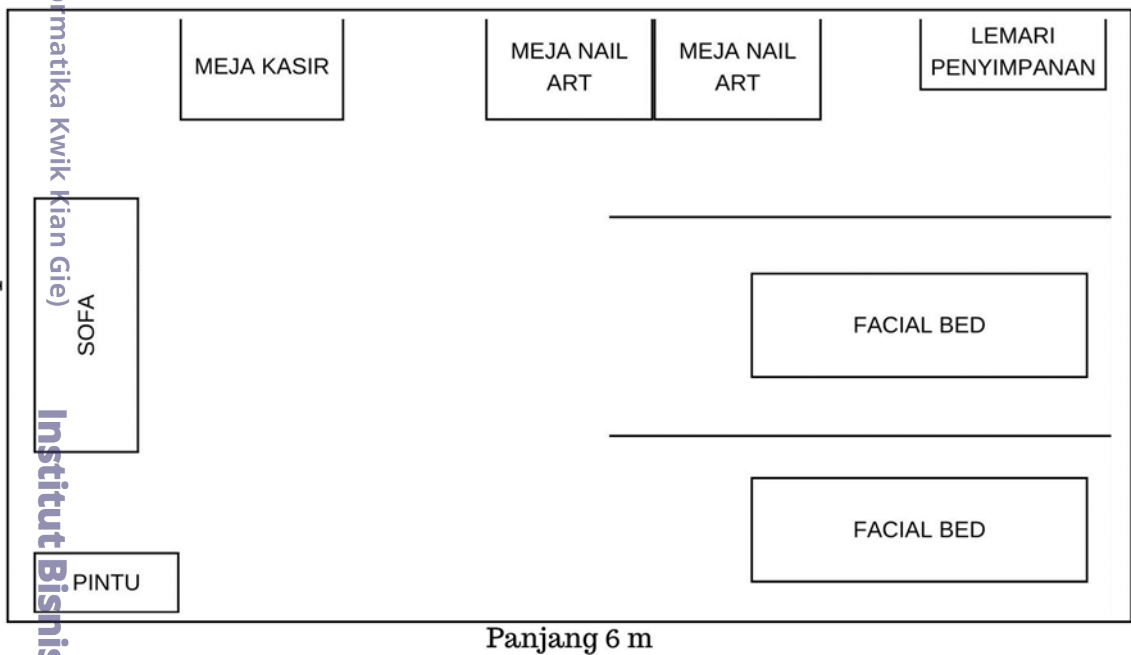 MEJA KASIR
MEJA NAIL
ART
MEJA NAIL
ART
LEMARI
PENYIMPANAN
SOFA
FACIAL BED
FACIAL BED
PINTU
Panjang 6 m
Kwik Kian Gie)
Institut Bisnis